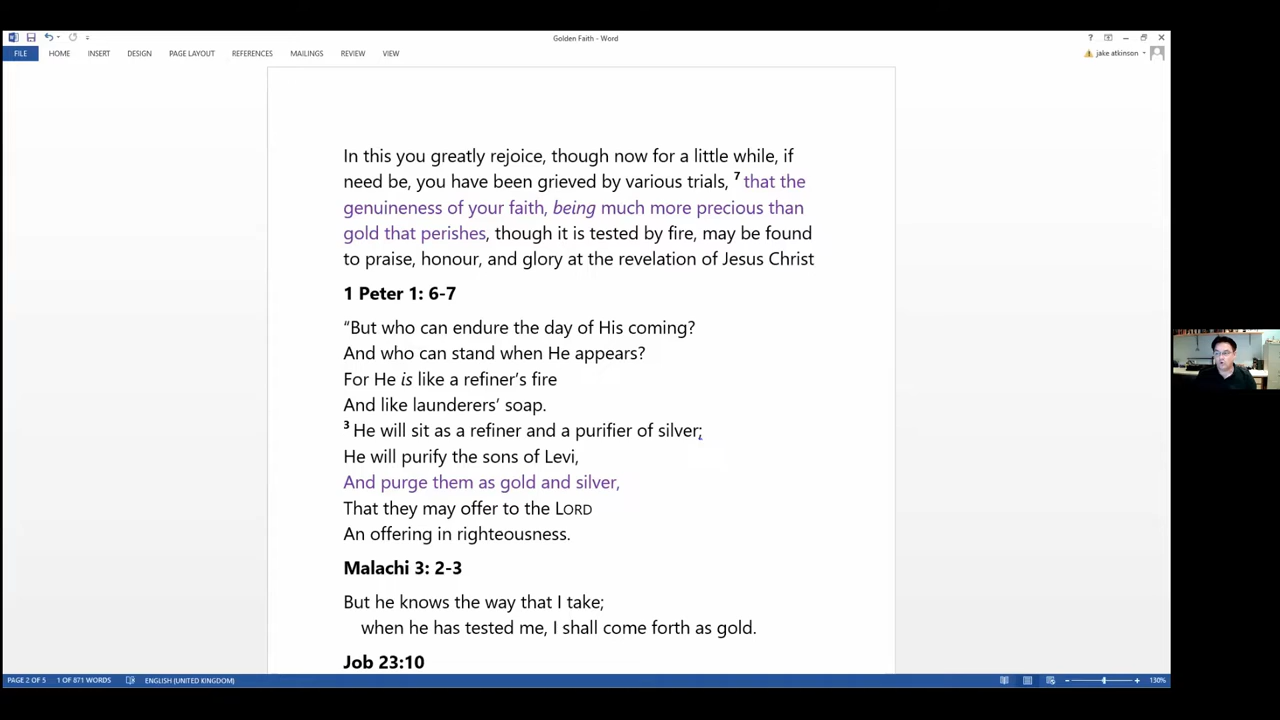 Golden Faith - Word
FILE HOME INSERT DESIGN PAGE LAYOUT REFERENCES MAILINGS REVIEW VIEW
jake atkinson
In this you greatly rejoice, though now for a little while, if
need be, you have been grieved by various trials, 7 that the
genuineness of your faith, being much more precious than
gold that perishes, though it is tested by fire, may be found
to praise, honour, and glory at the revelation of Jesus Christ
1 Peter 1: 6-7
“But who can endure the day of His coming?
And who can stand when He appears?
For He is like a refiner’s fire
And like launderers’ soap.
3 He will sit as a refiner and a purifier of silver;
He will purify the sons of Levi,
And purge them as gold and silver,
That they may offer to the LORD
An offering in righteousness.
Malachi 3: 2-3
But he knows the way that I take;
when he has tested me, I shall come forth as gold.
Job 23:10
PAGE 2 OF 5 1 OF 871 WORDS ENGLISH (UNITED KINGDOM) 130%